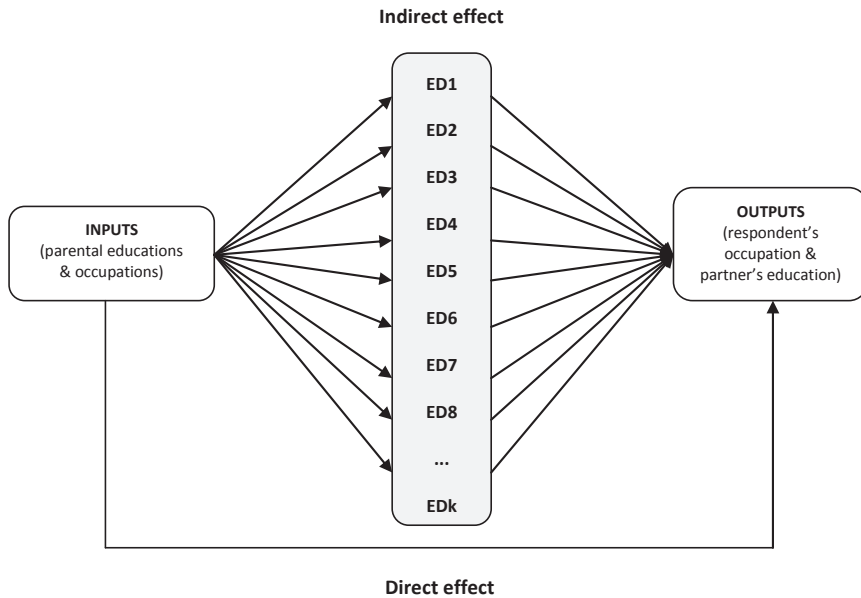 Indirect effect
INPUTS
(parental educations
& occupations)
ED1
ED2
ED3
ED4
ED5
ED6
ED7
ED8
...
EDk
OUTPUTS
(respondent’s
occupation &
partner’s education)
Direct effect